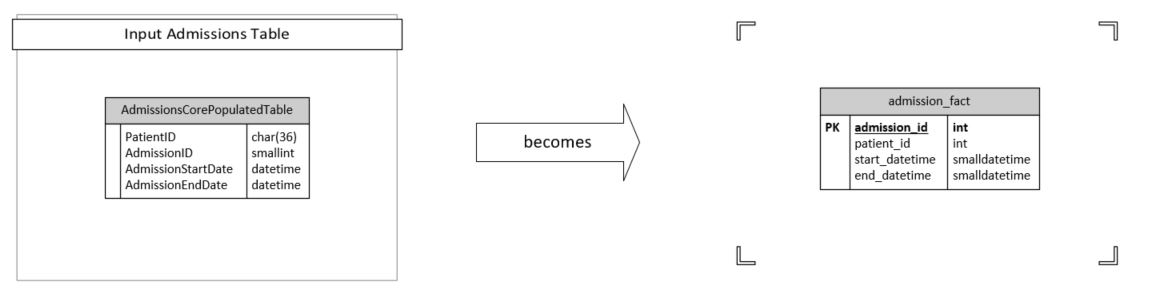 Input Admissions Table
AdmissionsCorePopulatedTable
PatientID char(36)
AdmissionID smallint
AdmissionStartDate datetime
AdmissionEndDate datetime
becomes
admission_fact
PK admission_id int
patient_id int
start_datetime smalldatetime
end_datetime smalldatetime